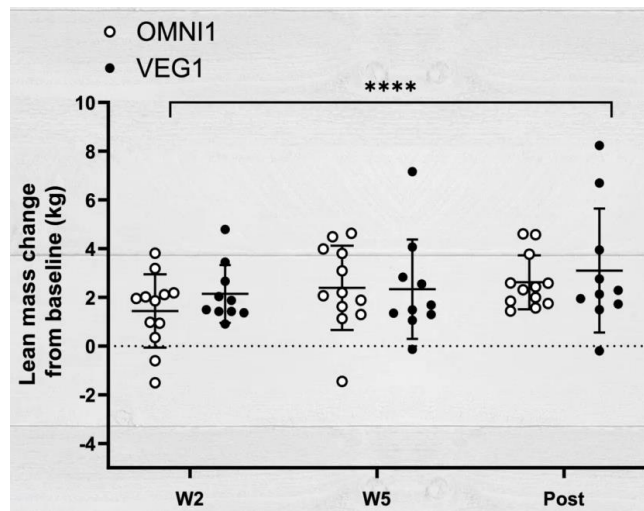 OMNI1
VEG1
****
10
8
6
4
2
0
-2
-4
Lean mass change
from baseline (kg)
W2
W5
Post